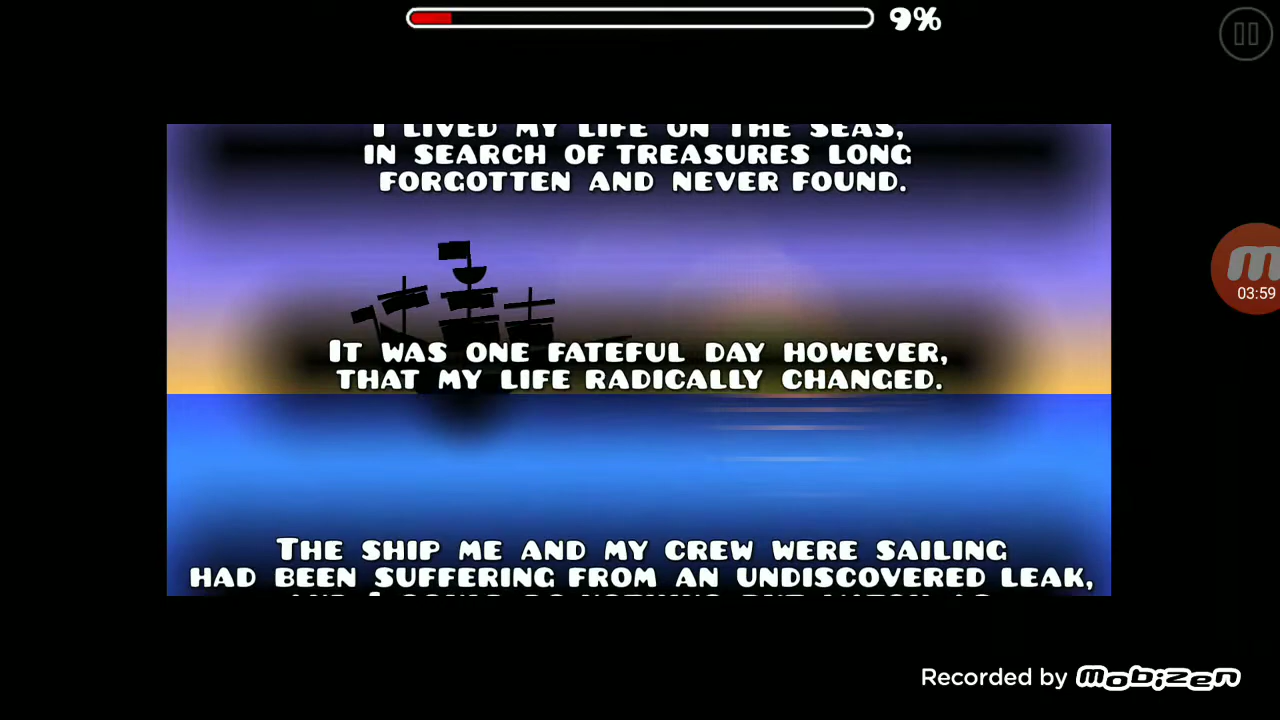 9%
I LIVED MY LIFE ON THE SEAS,
IN SEARCH OF TREASURES LONG
FORGOTTEN AND NEVER FOUND.
IT WAS ONE FATEFUL DAY HOWEVER,
THAT MY LIFE RADICALLY CHANGED.
THE SHIP ME AND MY CREW WERE SAILING
HAD BEEN SUFFERING FROM AN UNDISCOVERED LEAK,
03:59
Recorded by mobizen